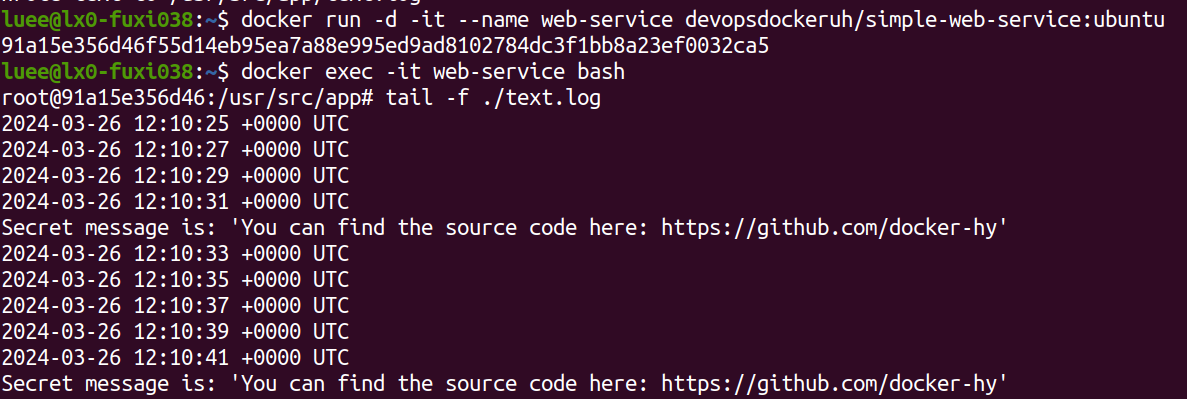 luee@lx0-fuxi038:~$ docker run -d -it --name web-service devopsdockeruh/simple-web-service:ubuntu
91a15e356d46f55d14eb95ea7a88e995ed9ad8102784dc3f1bb8a23ef0032ca5
luee@lx0-fuxi038:~$ docker exec -it web-service bash
root@91a15e356d46:/usr/src/app# tail -f ./text.log
2024-03-26 12:10:25 +0000 UTC
2024-03-26 12:10:27 +0000 UTC
2024-03-26 12:10:29 +0000 UTC
2024-03-26 12:10:31 +0000 UTC
Secret message is: 'You can find the source code here: https://github.com/docker-hy'
2024-03-26 12:10:33 +0000 UTC
2024-03-26 12:10:35 +0000 UTC
2024-03-26 12:10:37 +0000 UTC
2024-03-26 12:10:39 +0000 UTC
2024-03-26 12:10:41 +0000 UTC
Secret message is: 'You can find the source code here: https://github.com/docker-hy'